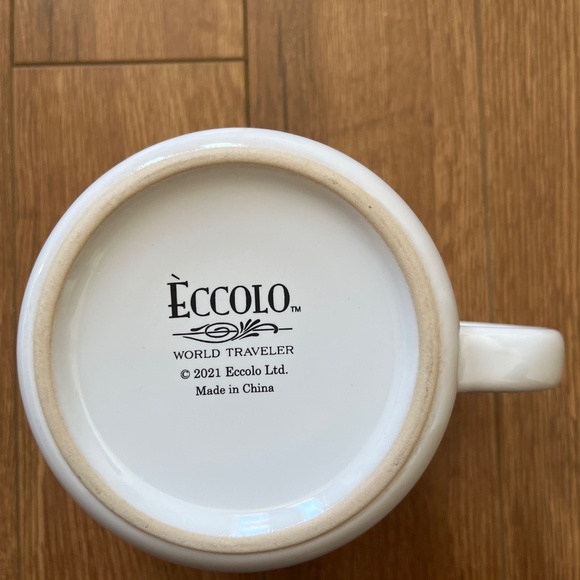 ÈCCOLO™
WORLD TRAVELER
© 2021 Eccolo Ltd.
Made in China